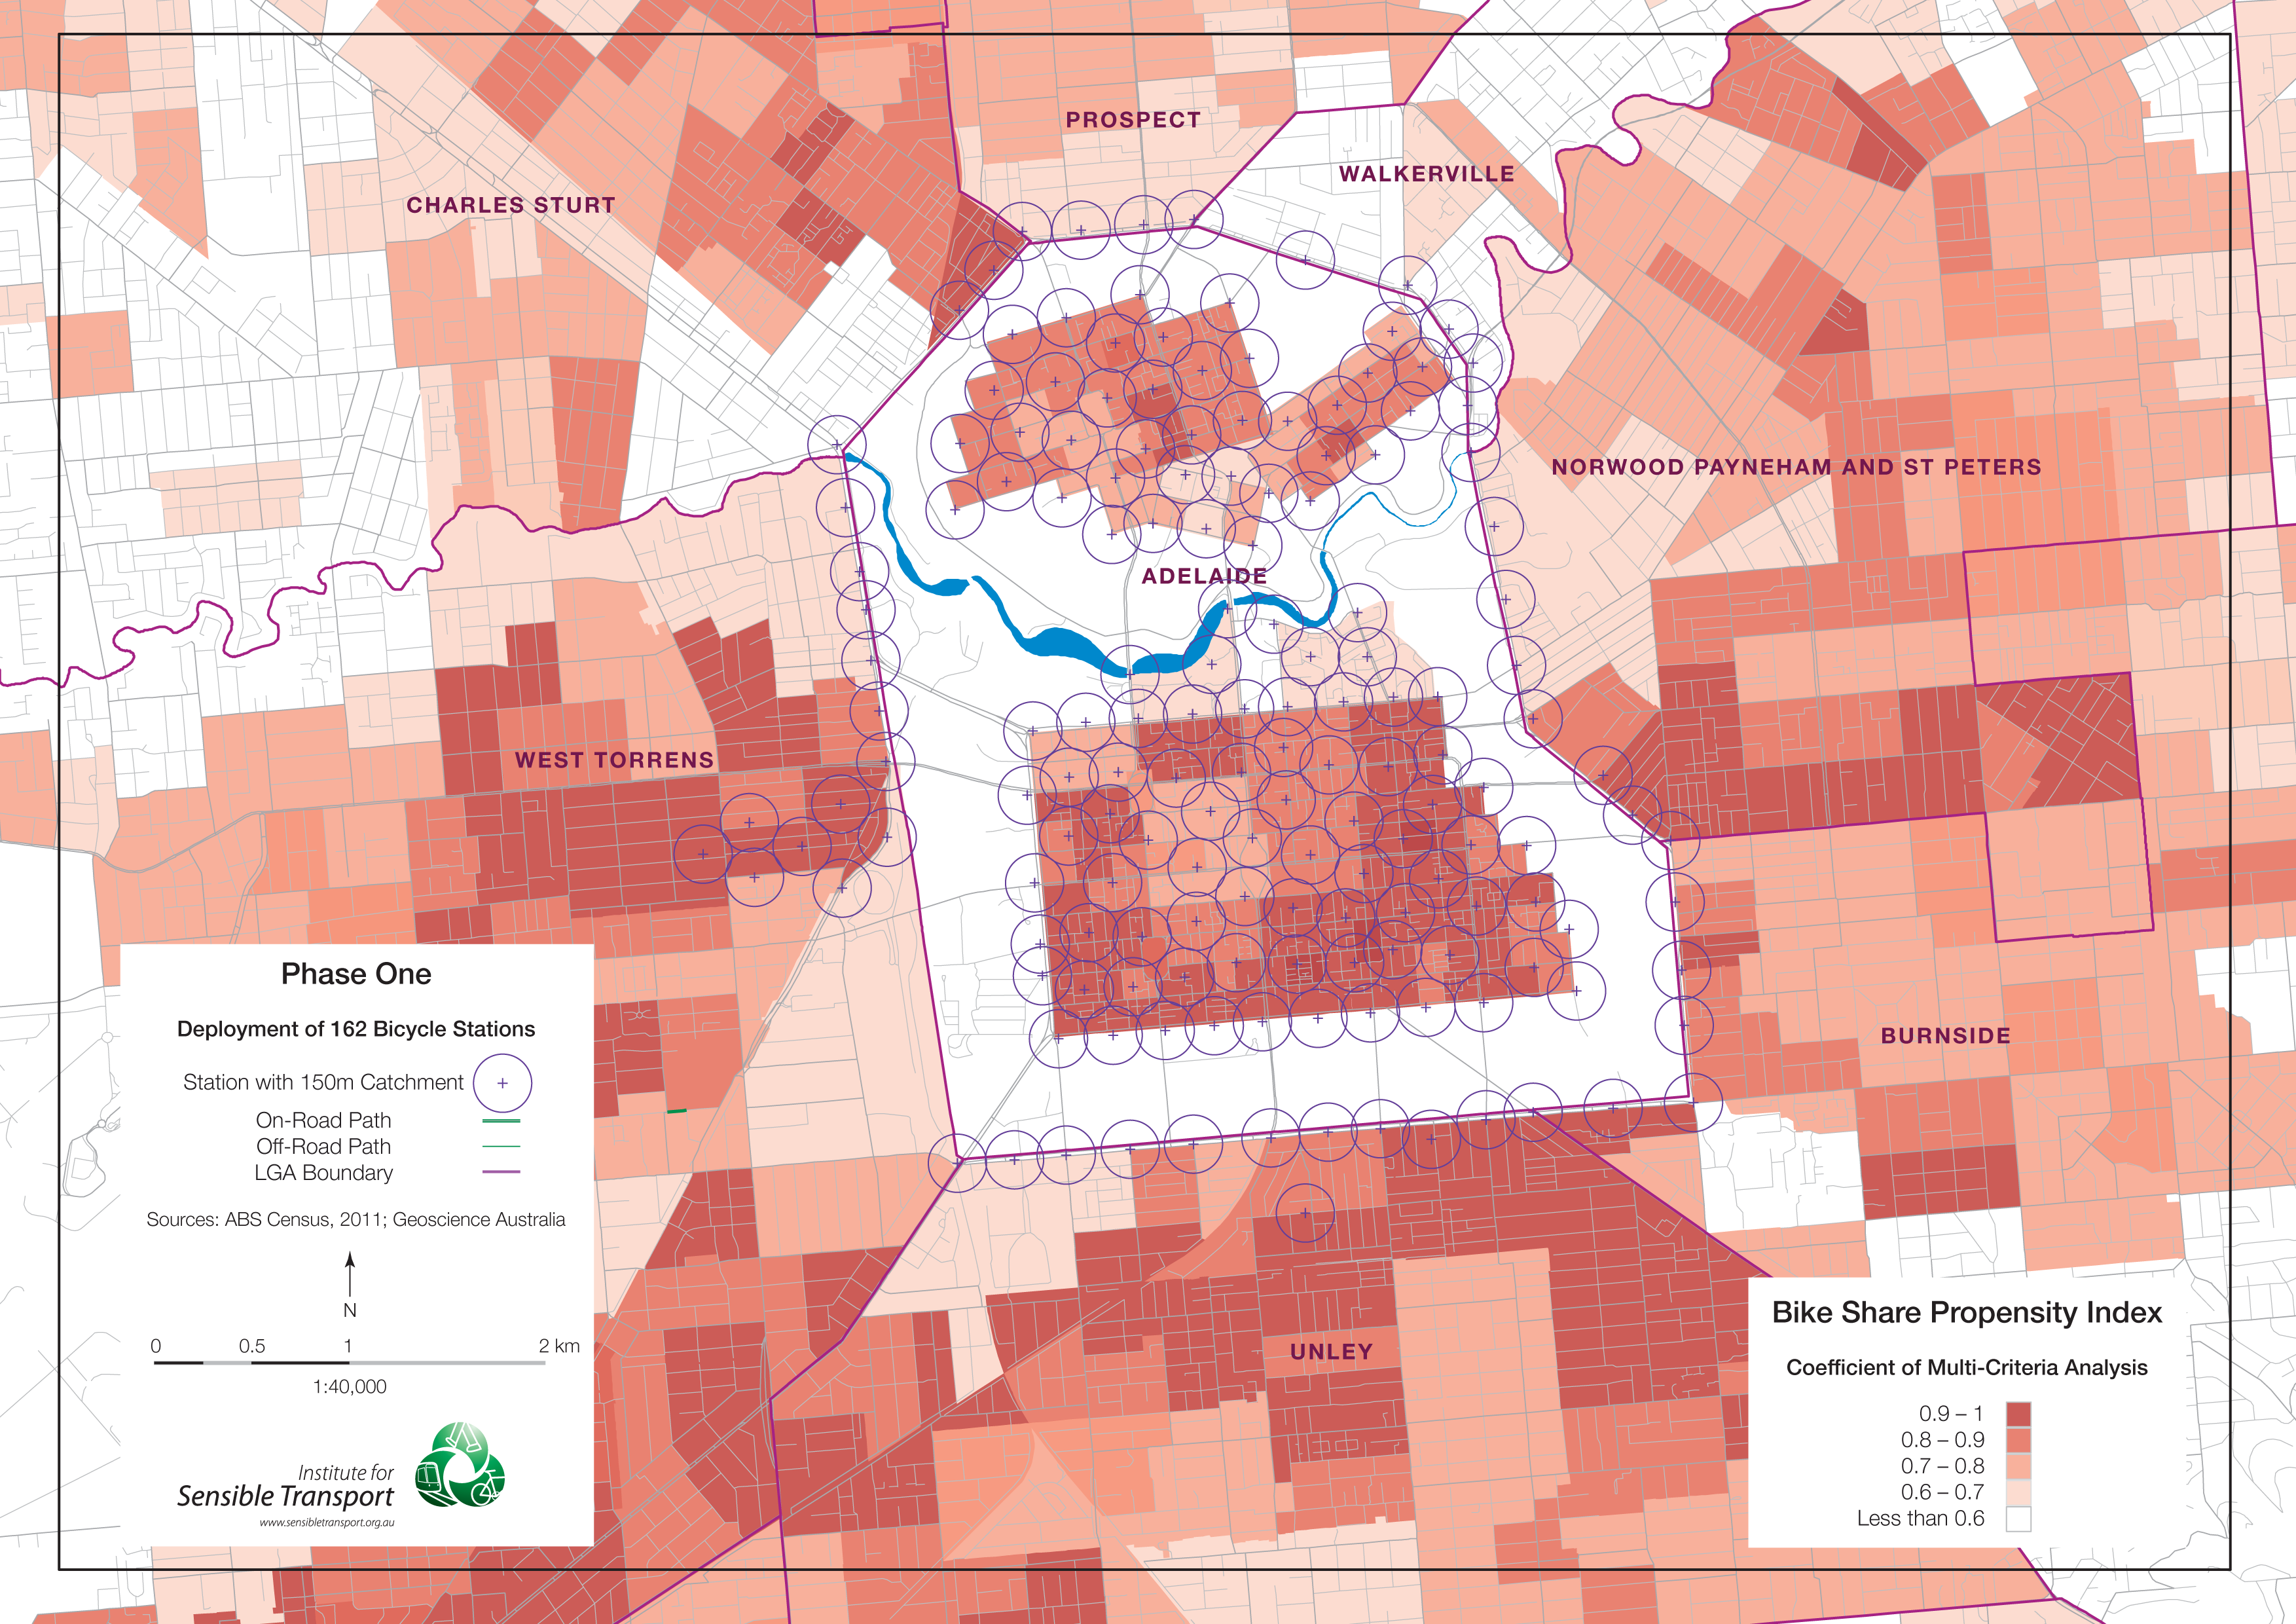 PROSPECT
WALKERVILLE
CHARLES STURT
NORWOOD PAYNEHAM AND ST PETERS
ADELAIDE
WEST TORRENS
BURNSIDE
UNLEY
Phase One
Deployment of 162 Bicycle Stations
Station with 150m Catchment
On-Road Path
Off-Road Path
LGA Boundary
Sources: ABS Census, 2011; Geoscience Australia
N
0 0.5 1 2 km
1:40,000
Institute for
Sensible Transport
www.sensibletransport.org.au
Bike Share Propensity Index
Coefficient of Multi-Criteria Analysis
0.9 – 1
0.8 – 0.9
0.7 – 0.8
0.6 – 0.7
Less than 0.6